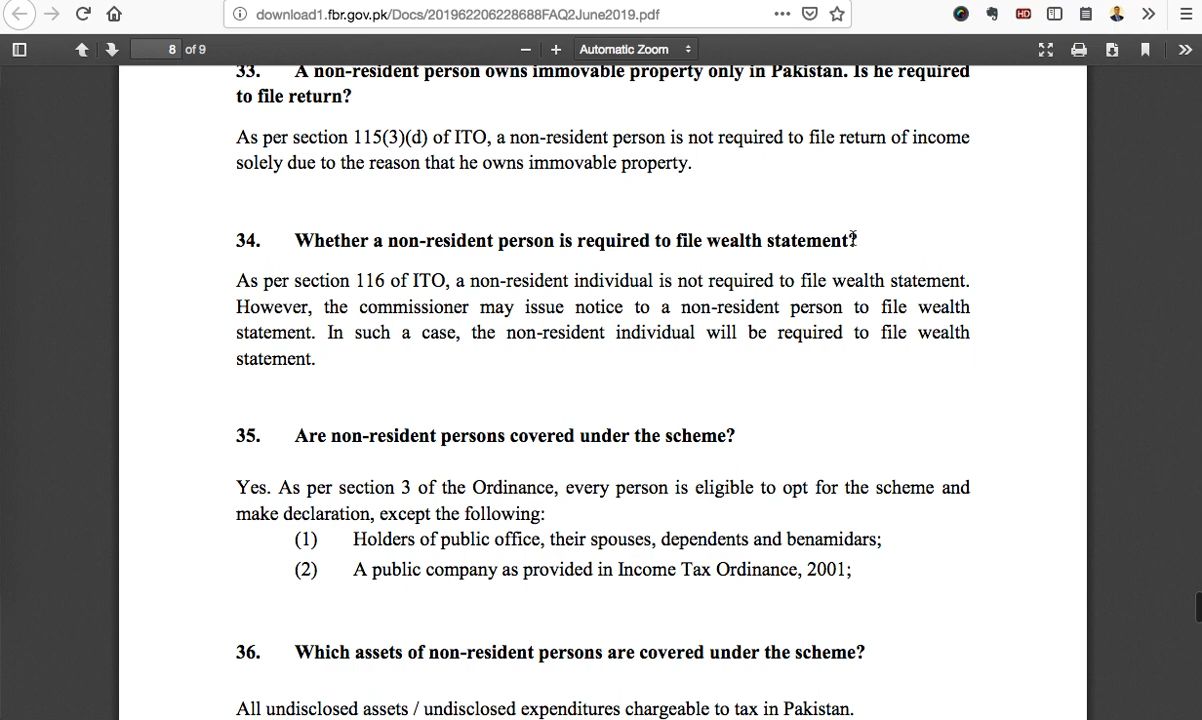 download1.fbr.gov.pk/Docs/201962206228688FAQ2June2019.pdf
HD
8 of 9
Automatic Zoom
33. A non-resident person owns immovable property only in Pakistan. Is he required
to file return?
As per section 115(3)(d) of ITO, a non-resident person is not required to file return of income
solely due to the reason that he owns immovable property.
34. Whether a non-resident person is required to file wealth statement?
As per section 116 of ITO, a non-resident individual is not required to file wealth statement.
However, the commissioner may issue notice to a non-resident person to file wealth
statement. In such a case, the non-resident individual will be required to file wealth
statement.
35. Are non-resident persons covered under the scheme?
Yes. As per section 3 of the Ordinance, every person is eligible to opt for the scheme and
make declaration, except the following:
(1) Holders of public office, their spouses, dependents and benamidars;
(2) A public company as provided in Income Tax Ordinance, 2001;
36. Which assets of non-resident persons are covered under the scheme?
All undisclosed assets / undisclosed expenditures chargeable to tax in Pakistan.